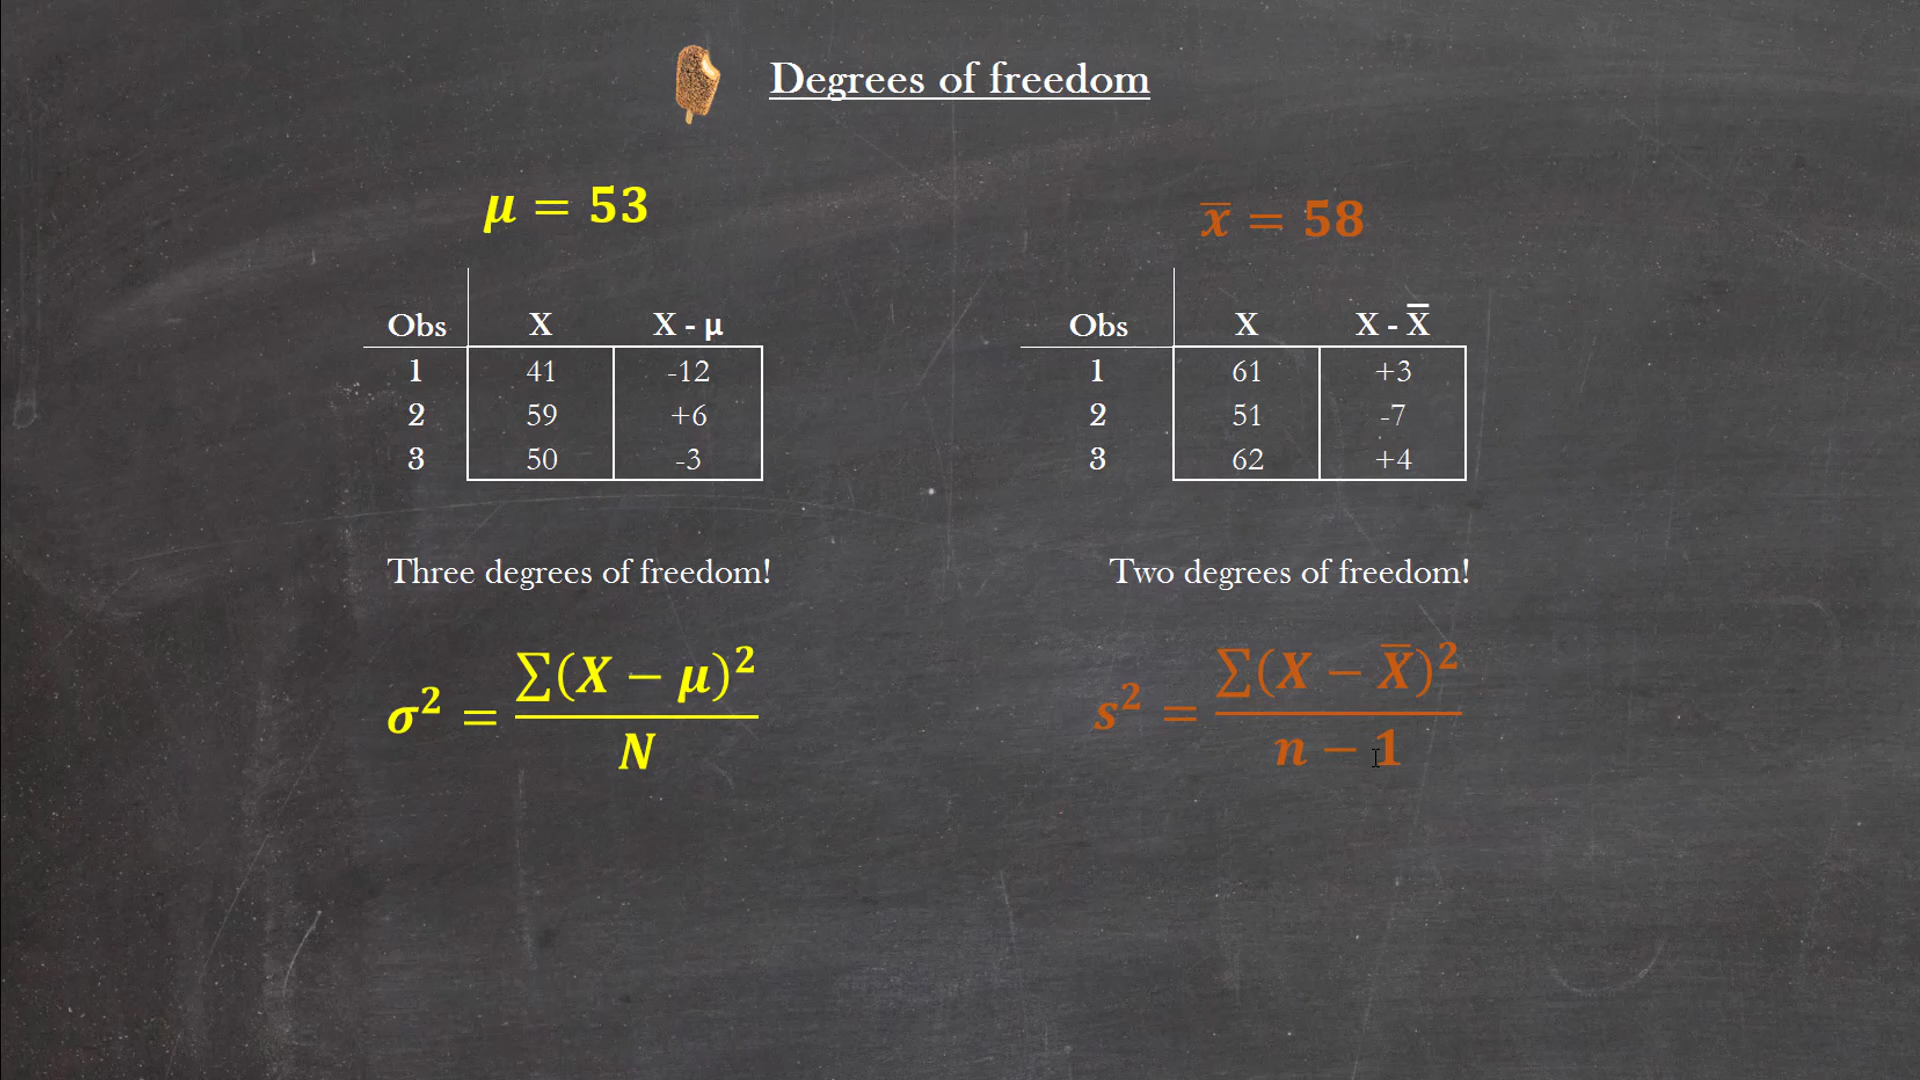 Degrees of freedom
μ = 53
x̅ = 58
Obs X X - μ
1 41 -12
2 59 +6
3 50 -3
Obs X X - X̅
1 61 +3
2 51 -7
3 62 +4
Three degrees of freedom!
Two degrees of freedom!
σ² = ∑(X − μ)² / N
s² = ∑(X − X̅)² / n − 1